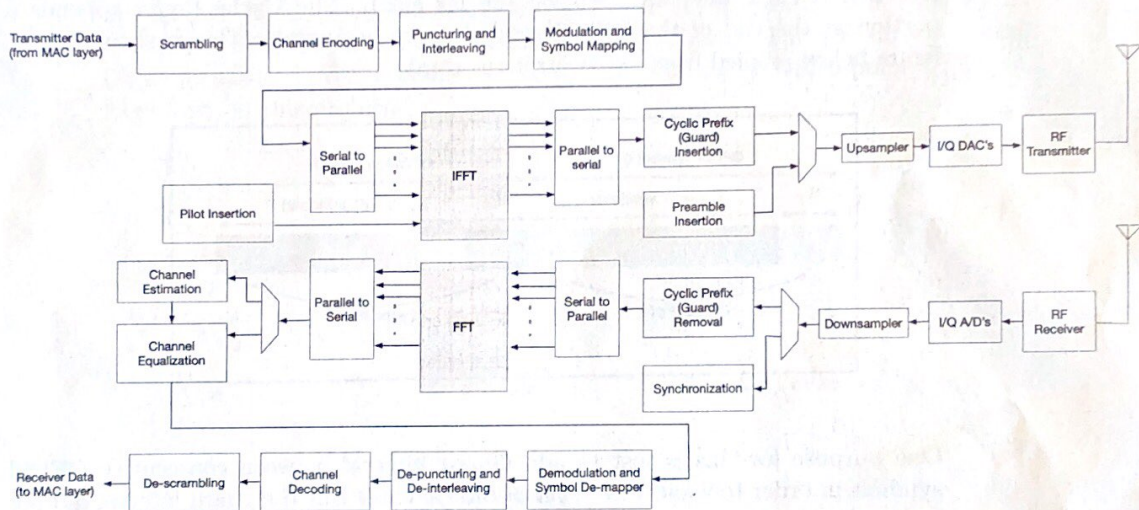 Transmitter Data
(from MAC layer)
Scrambling
Channel Encoding
Puncturing and
Interleaving
Modulation and
Symbol Mapping
Serial to
Parallel
IFFT
Parallel to
serial
Cyclic Prefix
(Guard)
Insertion
Upsampler
I/Q DAC's
RF
Transmitter
Pilot Insertion
Preamble
Insertion
Channel
Estimation
Channel
Equalization
Parallel to
Serial
FFT
Serial to
Parallel
Cyclic Prefix
(Guard)
Removal
Downsampler
I/Q A/D's
RF
Receiver
Synchronization
Receiver Data
(to MAC layer)
De-scrambling
Channel
Decoding
De-puncturing and
De-Interleaving
Demodulation and
Symbol De-mapper